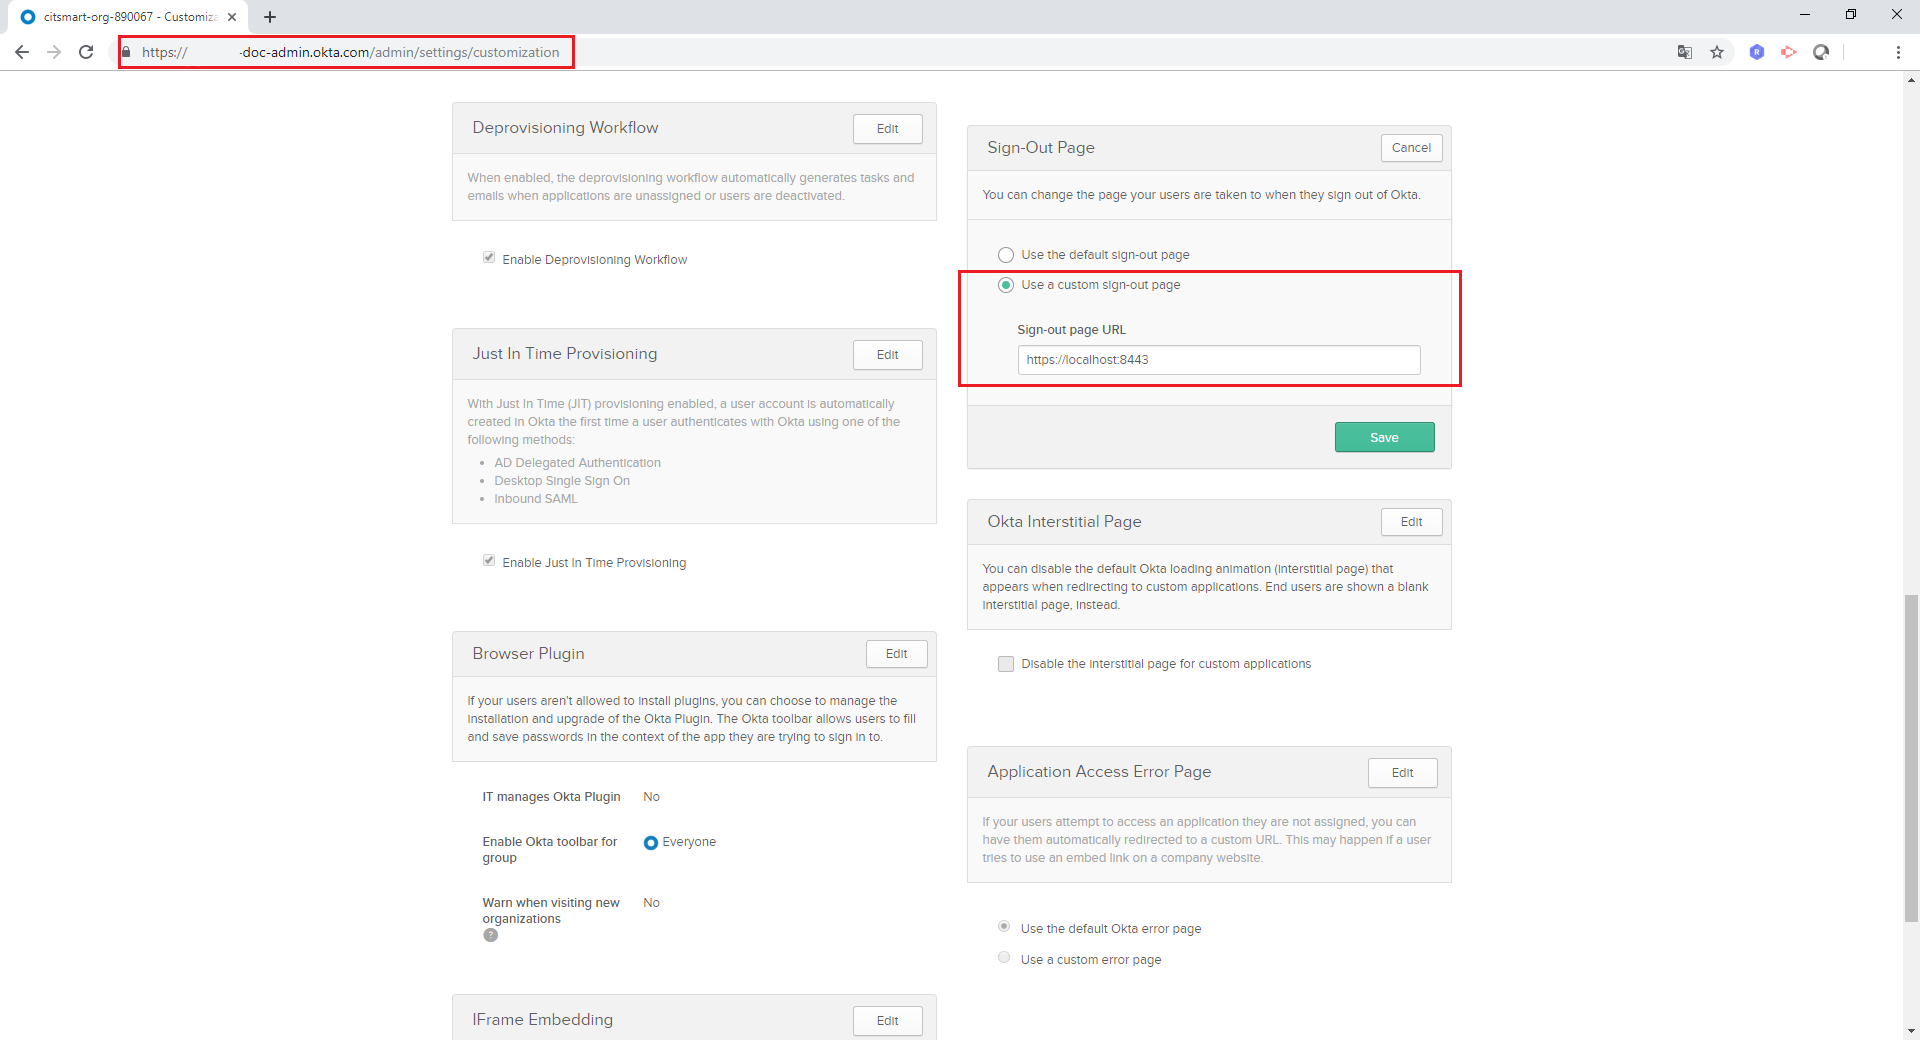 citsmart-org-890067 - Customiza
https:// -doc-admin.okta.com/admin/settings/customization
Deprovisioning Workflow
Edit
When enabled, the deprovisioning workflow automatically generates tasks and
emails when applications are unassigned or users are deactivated.
Enable Deprovisioning Workflow
Just In Time Provisioning
Edit
With Just In Time (JIT) provisioning enabled, a user account is automatically
created in Okta the first time a user authenticates with Okta using one of the
following methods:
AD Delegated Authentication
Desktop Single Sign On
Inbound SAML
Enable Just In Time Provisioning
Browser Plugin
Edit
If your users aren't allowed to install plugins, you can choose to manage the
installation and upgrade of the Okta Plugin. The Okta toolbar allows users to fill
and save passwords in the context of the app they are trying to sign in to.
IT manages Okta Plugin No
Enable Okta toolbar for
group
Everyone
Warn when visiting new
organizations
No
?
IFrame Embedding
Edit
Sign-Out Page
Cancel
You can change the page your users are taken to when they sign out of Okta.
Use the default sign-out page
Use a custom sign-out page
Sign-out page URL
https://localhost:8443
Save
Okta Interstitial Page
Edit
You can disable the default Okta loading animation (interstitial page) that
appears when redirecting to custom applications. End users are shown a blank
interstitial page, instead.
Disable the interstitial page for custom applications
Application Access Error Page
Edit
If your users attempt to access an application they are not assigned, you can
have them automatically redirected to a custom URL. This may happen if a user
tries to use an embed link on a company website.
Use the default Okta error page
Use a custom error page